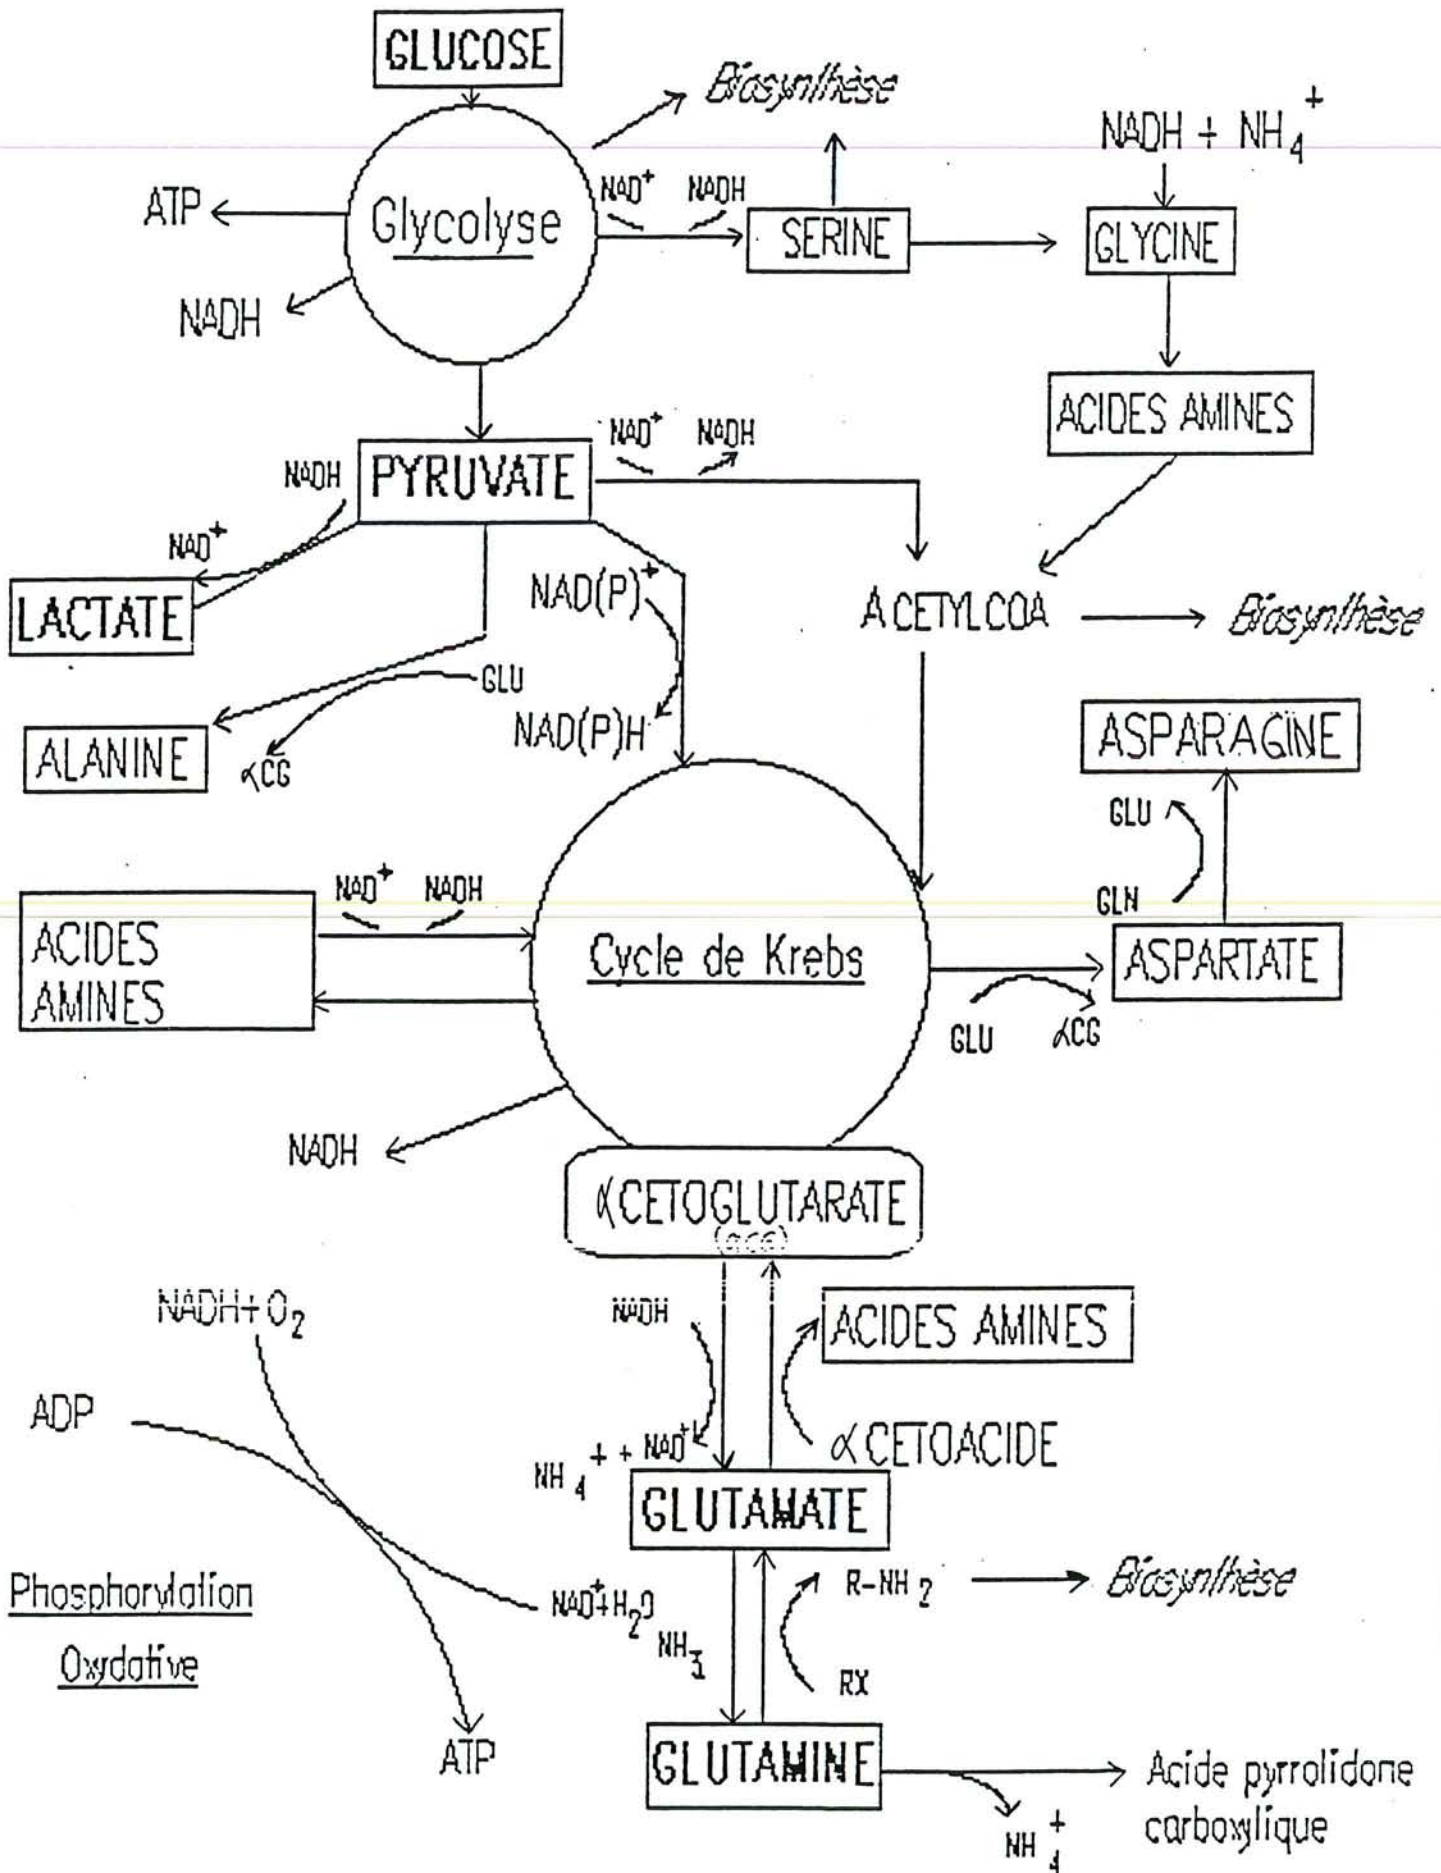 GLUCOSE
Biosynthèse
NADH + NH4+
ATP
Glycolyse
NAD+ NADH
SERINE
GLYCINE
NADH
ACIDES AMINES
NAD+ NADH
NADH
PYRUVATE
NAD+
LACTATE
NAD(P)+
ACETYLCOA
Biosynthèse
GLU
NAD(P)H
ALANINE
αCG
ASPARAGINE
GLU
NAD+ NADH
GLN
ACIDES
AMINES
Cycle de Krebs
ASPARTATE
GLU
αCG
NADH
αCETOGLUTARATE
(αCG)
NADH+O2
NADH
ACIDES AMINES
ADP
NH4+ + NAD+
αCETOACIDE
GLUTAMATE
Phosphorylation
Oxydative
NAD+H2O
R-NH2
Biosynthèse
NH3
RX
ATP
GLUTAMINE
Acide pyrrolidone
carboxylique
NH4+